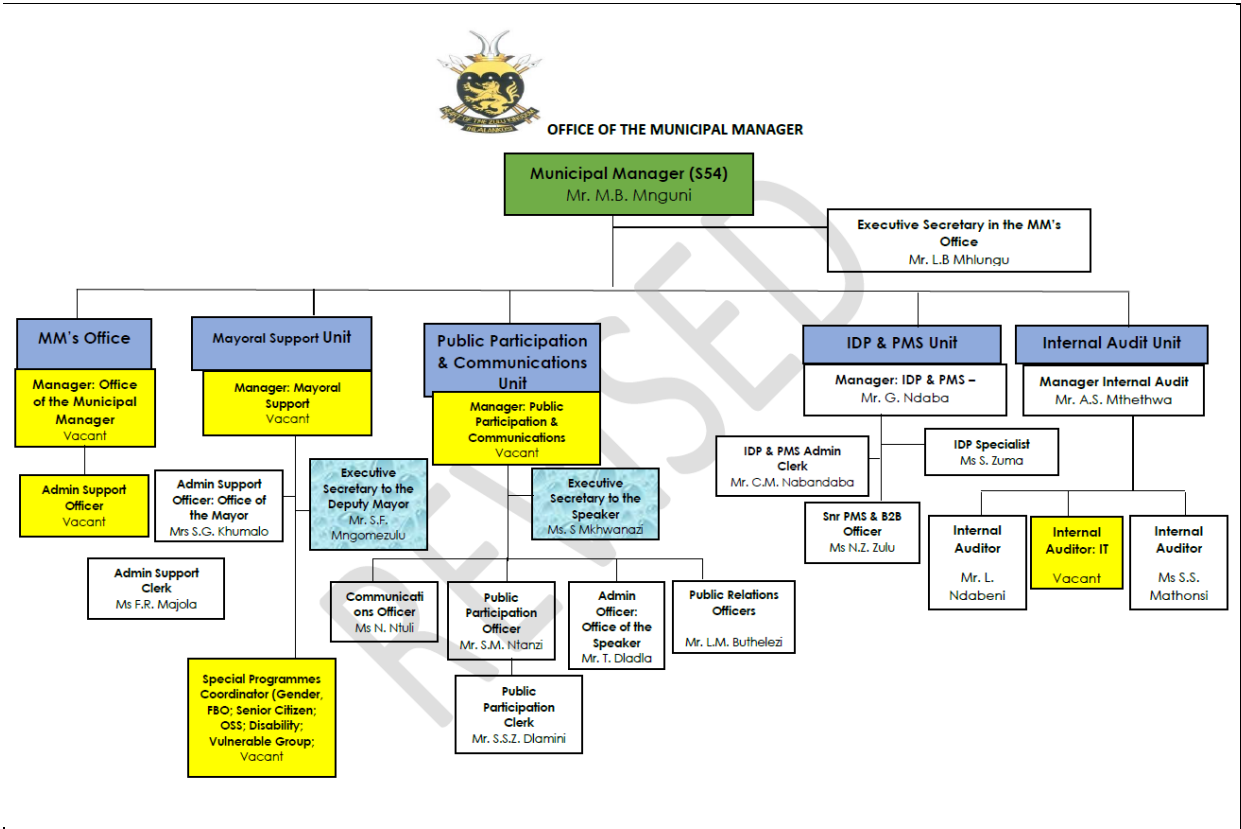 OFFICE OF THE MUNICIPAL MANAGER
Municipal Manager (S54)
Mr. M.B. Mnguni
Executive Secretary in the MM's
Office
Mr. L.B Mhlungu
MM's Office
Manager: Office
of the Municipal
Manager
Vacant
Admin Support
Officer
Vacant
Mayoral Support Unit
Manager: Mayoral
Support
Vacant
Admin Support
Officer: Office of
the Mayor
Mrs S.G. Khumalo
Executive
Secretary to the
Deputy Mayor
Mr. S.F.
Mngomezulu
Admin Support
Clerk
Ms F.R. Majola
Special Programmes
Coordinator (Gender,
FBO; Senior Citizen;
OSS; Disability;
Vulnerable Group;
Vacant
Public Participation
& Communications
Unit
Manager: Public
Participation &
Communications
Vacant
Executive
Secretary to the
Speaker
Ms. S Mkhwanazi
Communicati
ons Officer
Ms N. Ntuli
Public
Participation
Officer
Mr. S.M. Ntanzi
Admin
Officer:
Office of the
Speaker
Mr. T. Dladla
Public Relations
Officers
Mr. L.M. Buthelezi
Public
Participation
Clerk
Mr. S.S.Z. Dlamini
IDP & PMS Unit
Manager: IDP & PMS –
Mr. G. Ndaba
IDP & PMS Admin
Clerk
Mr. C.M. Nabandaba
IDP Specialist
Ms S. Zuma
Snr PMS & B2B
Officer
Ms N.Z. Zulu
Internal Audit Unit
Manager Internal Audit
Mr. A.S. Mthethwa
Internal
Auditor
Mr. L.
Ndabeni
Internal
Auditor: IT
Vacant
Internal
Auditor
Ms S.S.
Mathonsi
REVISED